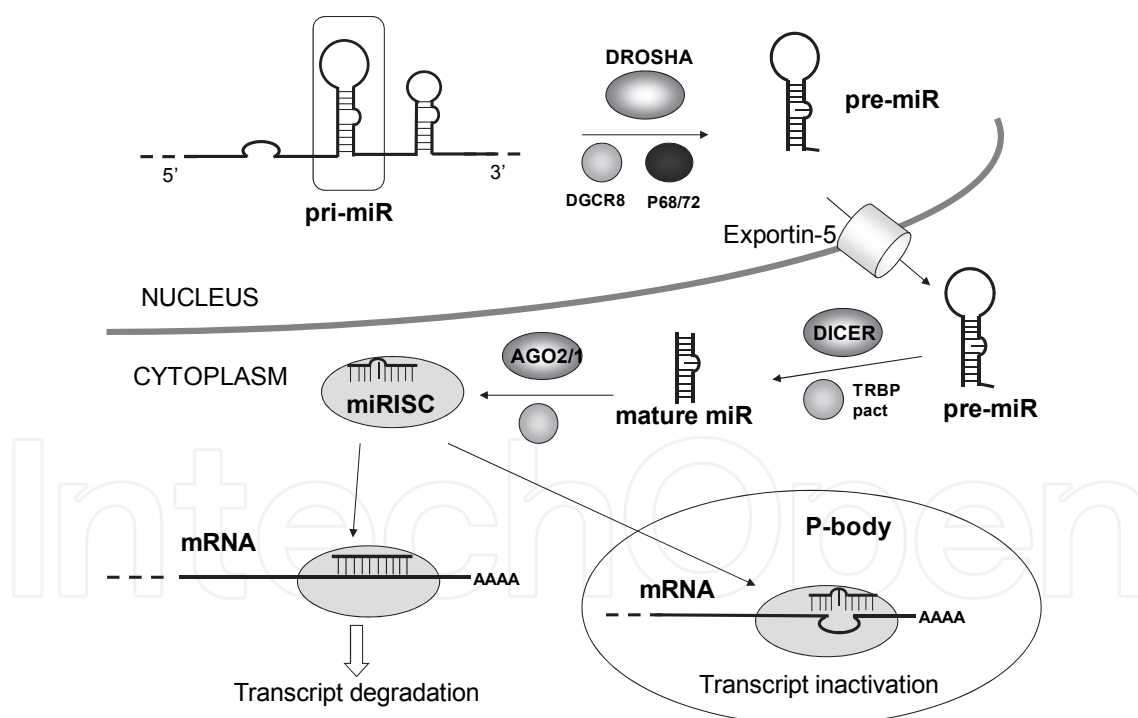 DROSHA
pre-miR
5’
3’
pri-miR
DGCR8
P68/72
Exportin-5
NUCLEUS
CYTOPLASM
DICER
TRBP
pact
pre-miR
AGO2/1
mature miR
miRISC
mRNA
AAAA
Transcript degradation
P-body
mRNA
AAAA
Transcript inactivation
IntechOpen